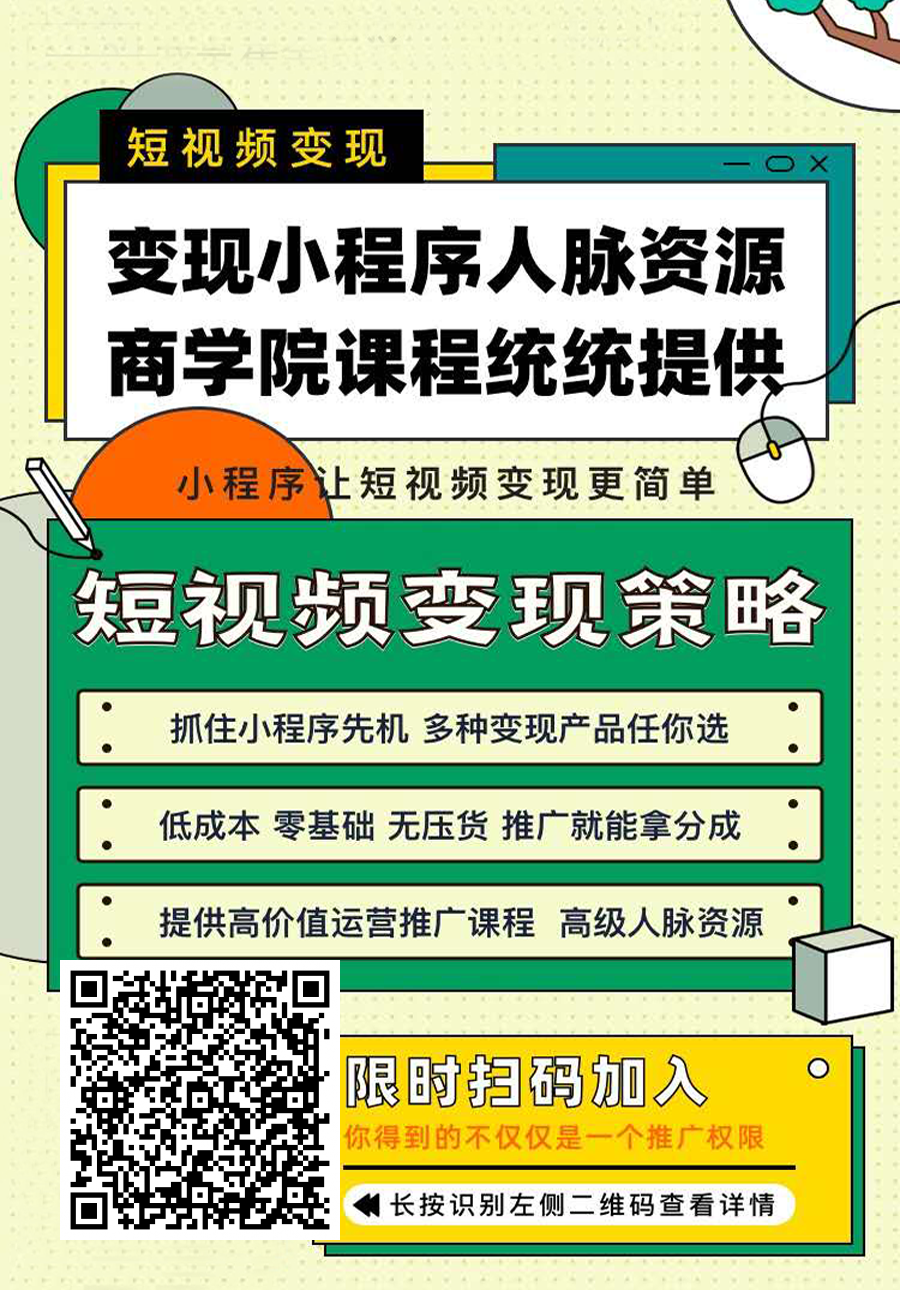 短视频变现
变现小程序人脉资源
商学院课程统统提供
小程序让短视频变现更简单
短视频变现策略
抓住小程序先机 多种变现产品任你选
低成本 零基础 无压货 推广就能拿分成
提供高价值运营推广课程 高级人脉资源
限时扫码加入
你得到的不仅仅是一个推广权限
长按识别左侧二维码查看详情